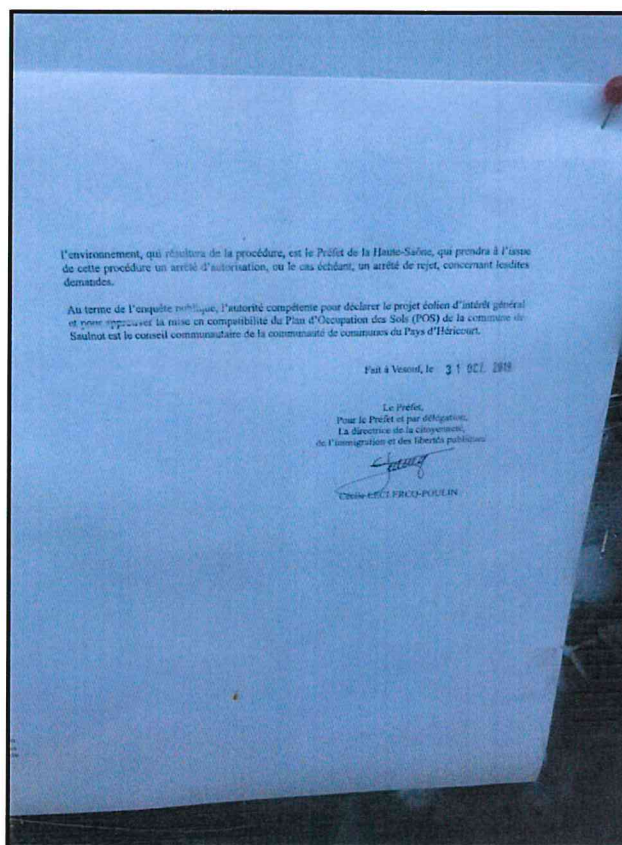 l'environnement, qui résultera de la procédure, est le Préfet de la Haute-Saône, qui prendra à l'issue
de cette procédure un arrêté d'autorisation, ou le cas échéant, un arrêté de rejet, concernant lesdites
demandes.
Au terme de l'enquête publique, l'autorité compétente pour déclarer le projet éolien d'intérêt général
et pour approuver la mise en compatibilité du Plan d'Occupation des Sols (POS) de la commune de
Saulnot est le conseil communautaire de la communauté de communes du Pays d'Héricourt.
Fait à Vesoul, le 31 OCT. 2018
Le Préfet,
Pour le Préfet et par délégation,
La directrice de la citoyenneté,
de l'immigration et des libertés publiques
Cécile LECLERCQ-POULIN